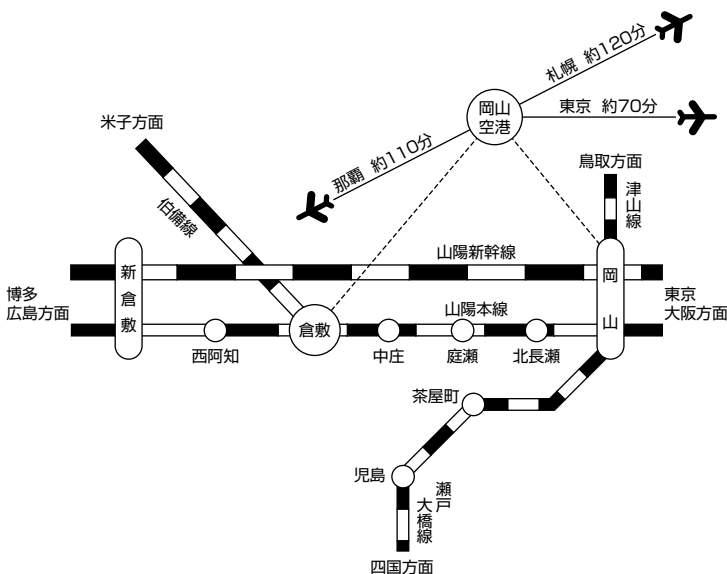 札幌 約120分
岡山
空港
東京 約70分
米子方面
那覇 約110分
鳥取方面
津山線
伯備線
山陽新幹線
新倉敷
岡山
博多
広島方面
東京
大阪方面
山陽本線
倉敷
西阿知
中庄
庭瀬
北長瀬
茶屋町
児島
瀬戸
大橋線
四国方面